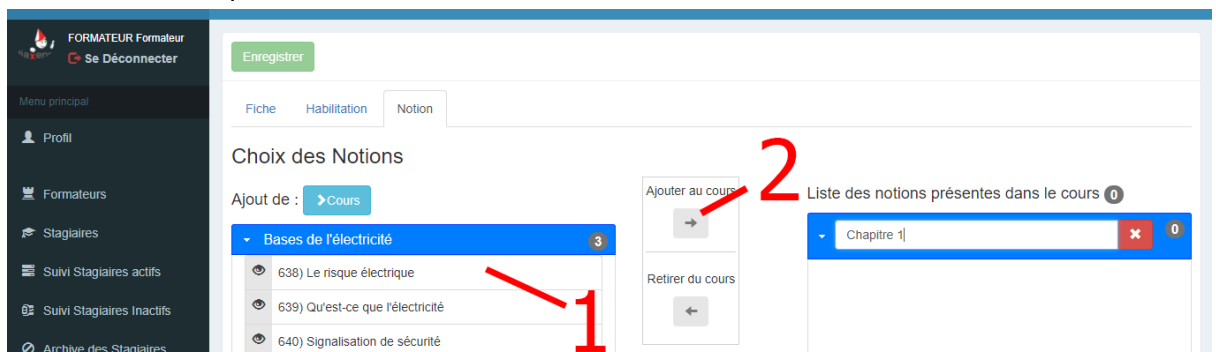 FORMATEUR Formateur
Se Déconnecter
Menu principal
Profil
Formateurs
Stagiaires
Suivi Stagiaires actifs
Suivi Stagiaires Inactifs
Archive des Stagiaires
Enregistrer
Fiche Habilitation Notion
Choix des Notions
Ajout de : Cours
Bases de l'électricité 3
638) Le risque électrique
639) Qu'est-ce que l'électricité
640) Signalisation de sécurité
1
Ajouter au cours
2
Retirer du cours
Liste des notions présentes dans le cours 0
Chapitre 1 0